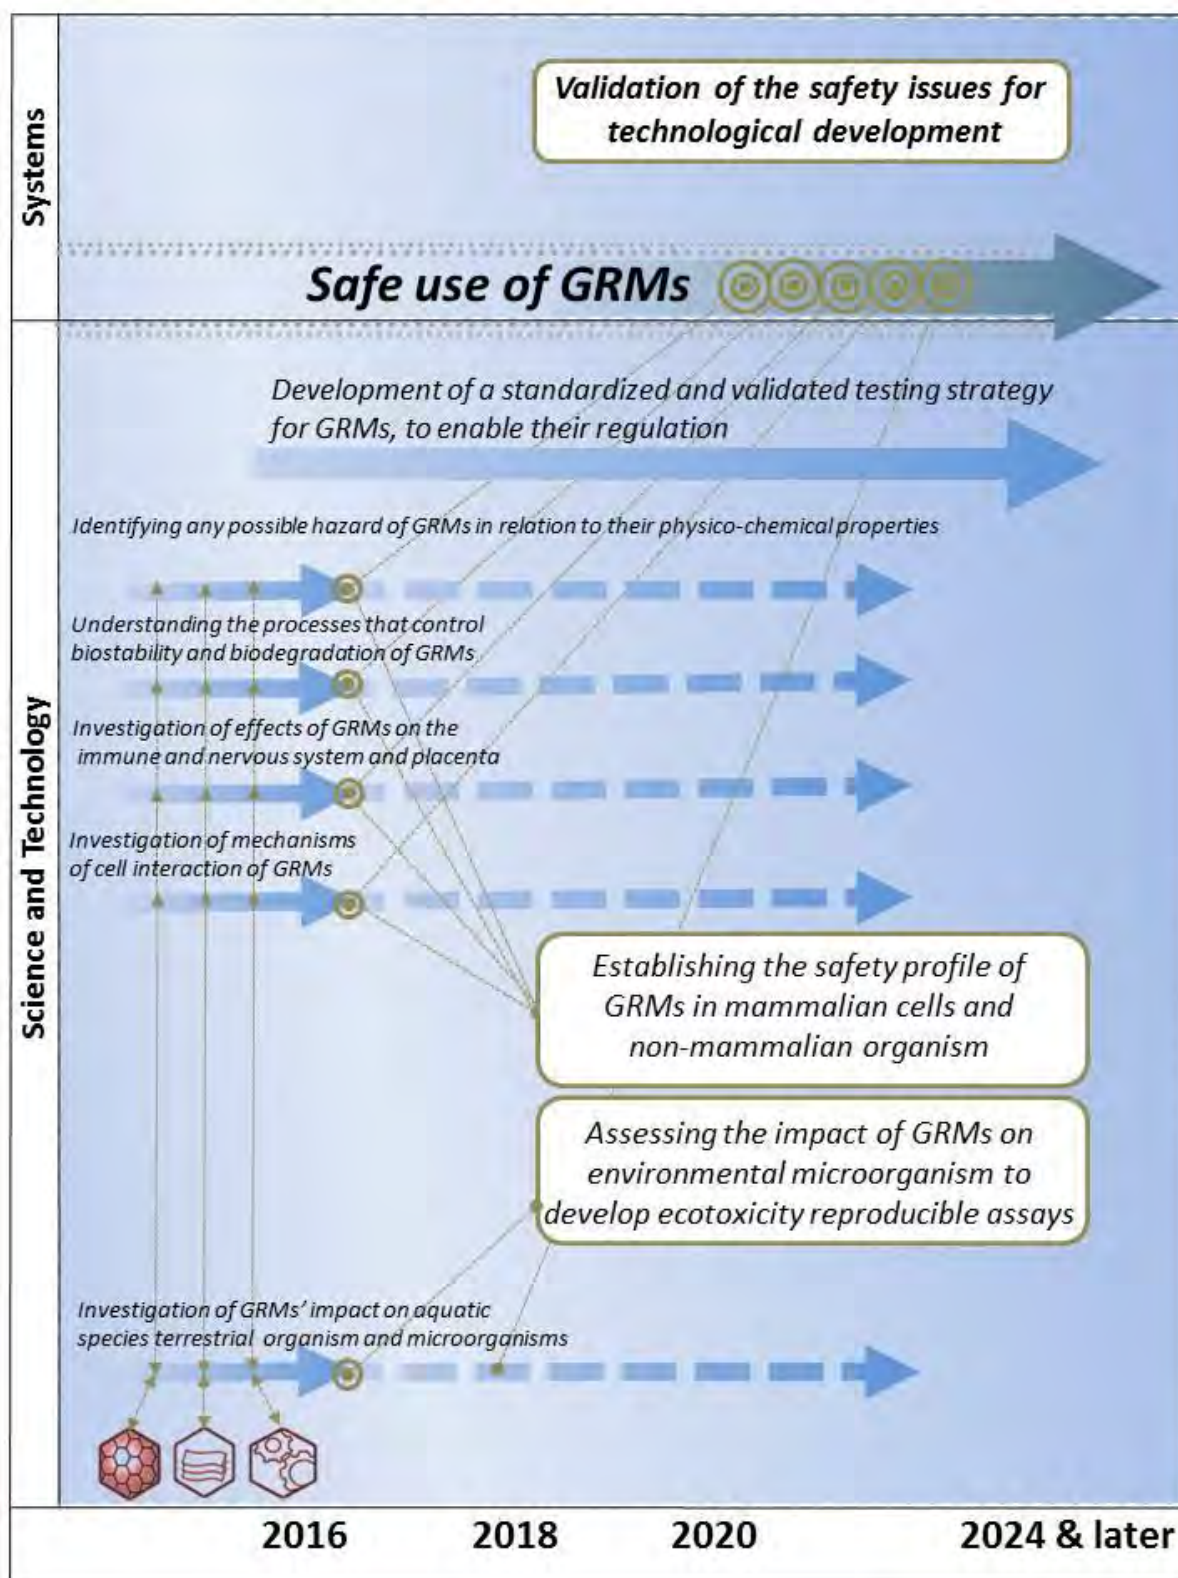 Systems
Validation of the safety issues for
technological development
Safe use of GRMs
Science and Technology
Development of a standardized and validated testing strategy
for GRMs, to enable their regulation
Identifying any possible hazard of GRMs in relation to their physico-chemical properties
Understanding the processes that control
biostability and biodegradation of GRMs
Investigation of effects of GRMs on the
immune and nervous system and placenta
Investigation of mechanisms
of cell interaction of GRMs
Establishing the safety profile of
GRMs in mammalian cells and
non-mammalian organism
Assessing the impact of GRMs on
environmental microorganism to
develop ecotoxicity reproducible assays
Investigation of GRMs' impact on aquatic
species terrestrial organism and microorganisms
2016 2018 2020 2024 & later